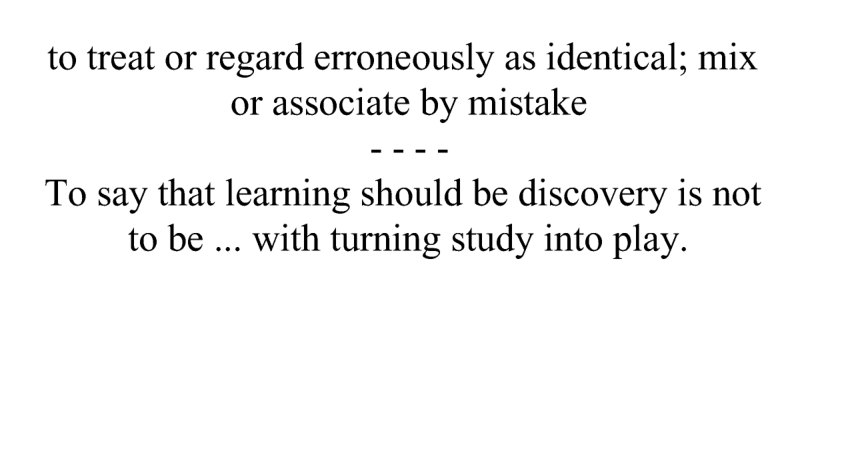 to treat or regard erroneously as identical; mix
or associate by mistake
- - - -
To say that learning should be discovery is not
to be ... with turning study into play.